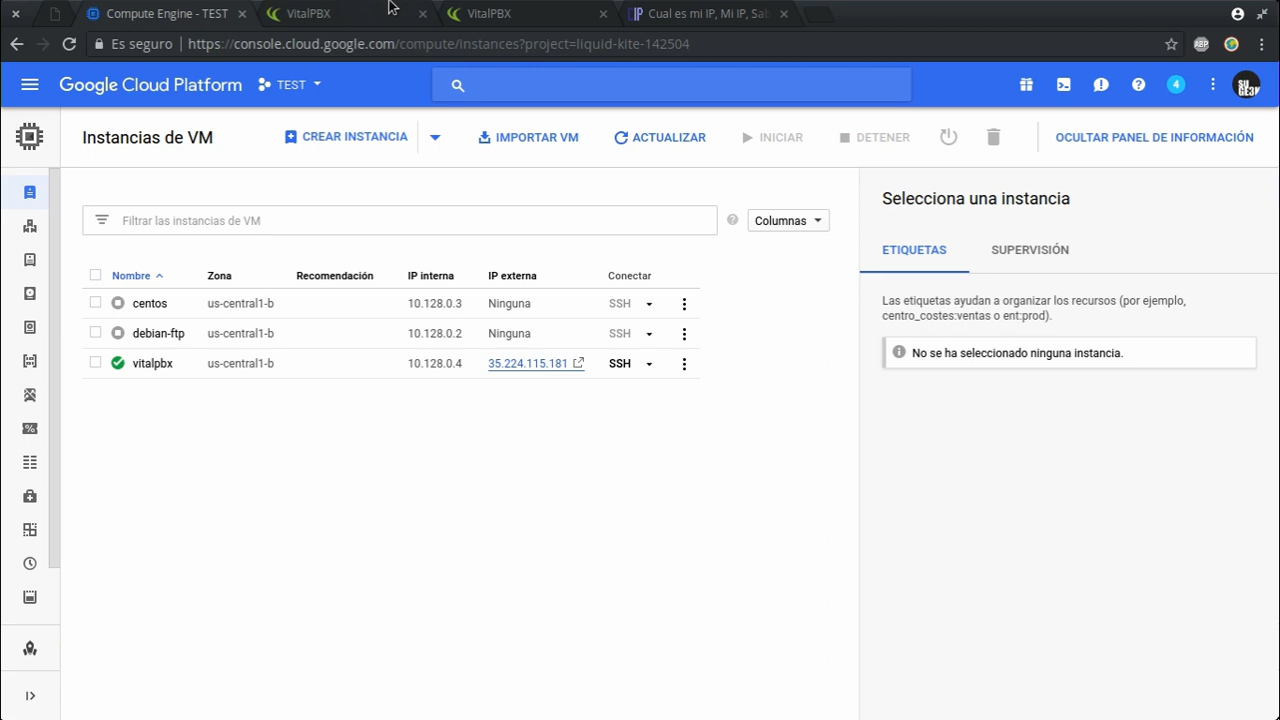 Compute Engine - TEST
VitalPBX
VitalPBX
Cual es mi IP, Mi IP, Sab
Es seguro
https://console.cloud.google.com/compute/instances?project=liquid-kite-142504
ABP
Google Cloud Platform
TEST
4
Instancias de VM
CREAR INSTANCIA
IMPORTAR VM
ACTUALIZAR
INICIAR
DETENER
OCULTAR PANEL DE INFORMACIÓN
Filtrar las instancias de VM
Columnas
Nombre Zona Recomendación IP interna IP externa Conectar
centos us-central1-b 10.128.0.3 Ninguna SSH
debian-ftp us-central1-b 10.128.0.2 Ninguna SSH
vitalpbx us-central1-b 10.128.0.4 35.224.115.181 SSH
Selecciona una instancia
ETIQUETAS
SUPERVISIÓN
Las etiquetas ayudan a organizar los recursos (por ejemplo,
centro_costes:ventas o ent:prod).
No se ha seleccionado ninguna instancia.